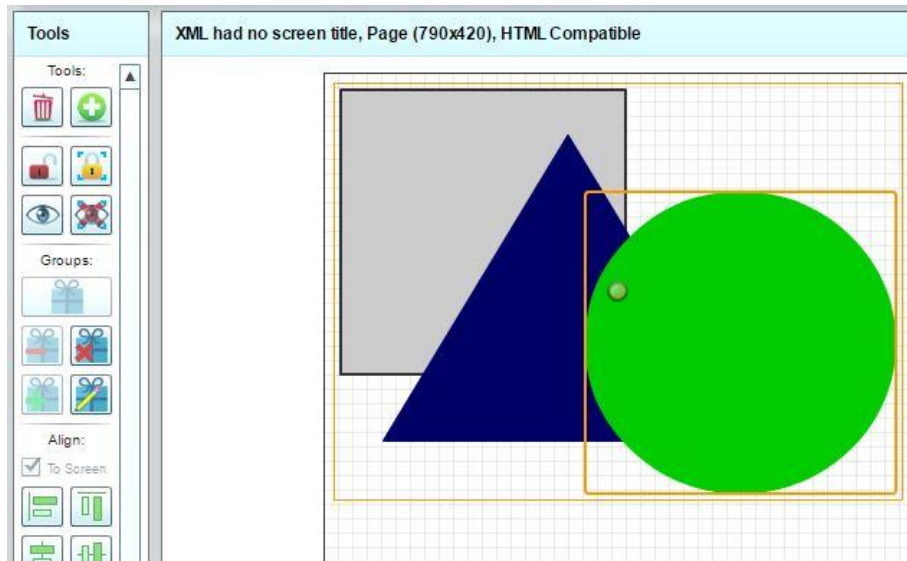 Tools
XML had no screen title, Page (790x420), HTML Compatible
Tools:
Groups:
Align:
To Screen